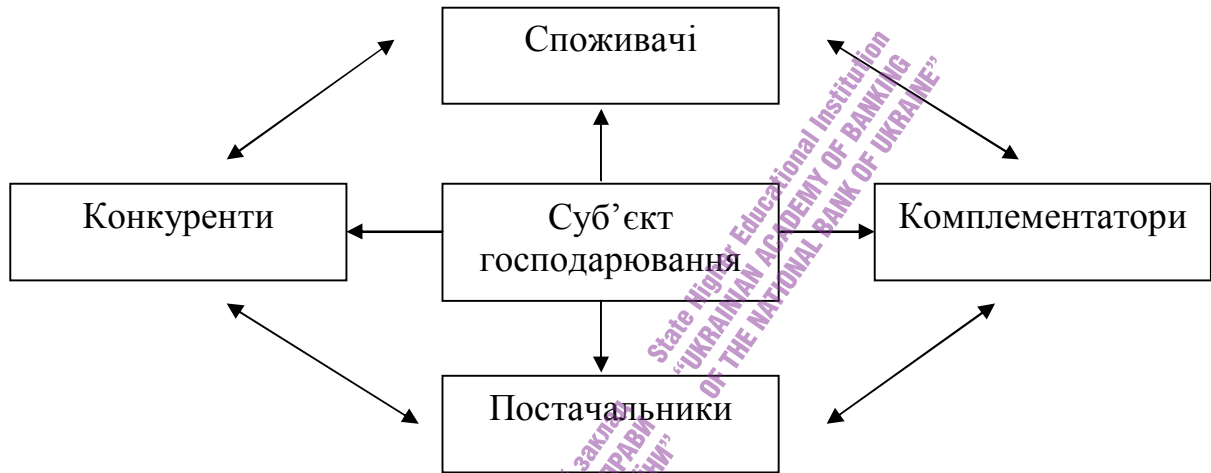 Споживачі
Конкуренти
Суб’єкт
господарювання
Комплементатори
Постачальники
State Higher Educational Institution
“UKRAINIAN ACADEMY OF BANKING
OF THE NATIONAL BANK OF UKRAINE”
заклад